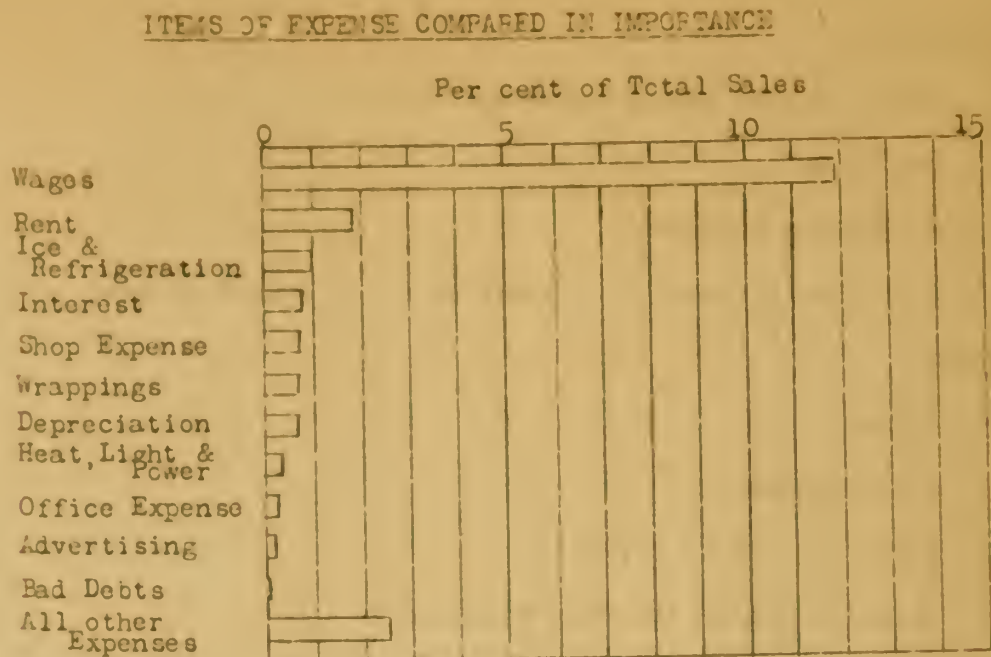 ITEMS OF EXPENSE COMPARED IN IMPORTANCE
Per cent of Total Sales
0 5 10 15
Wages
Rent
Ice &
Refrigeration
Interest
Shop Expense
Wrappings
Depreciation
Heat, Light &
Power
Office Expense
Advertising
Bad Debts
All other
Expenses